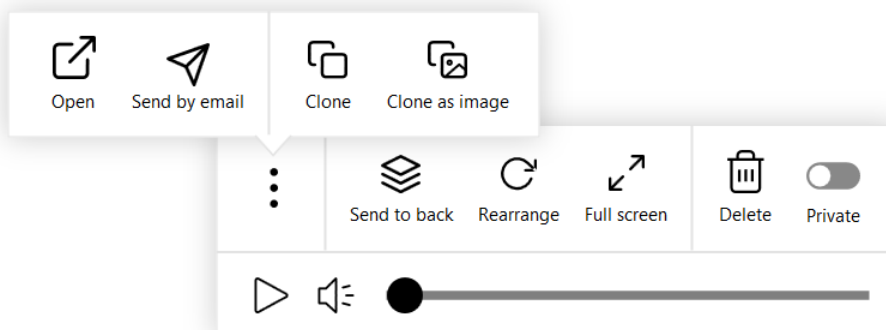 Open Send by email Clone Clone as image
Send to back Rearrange Full screen Delete Private